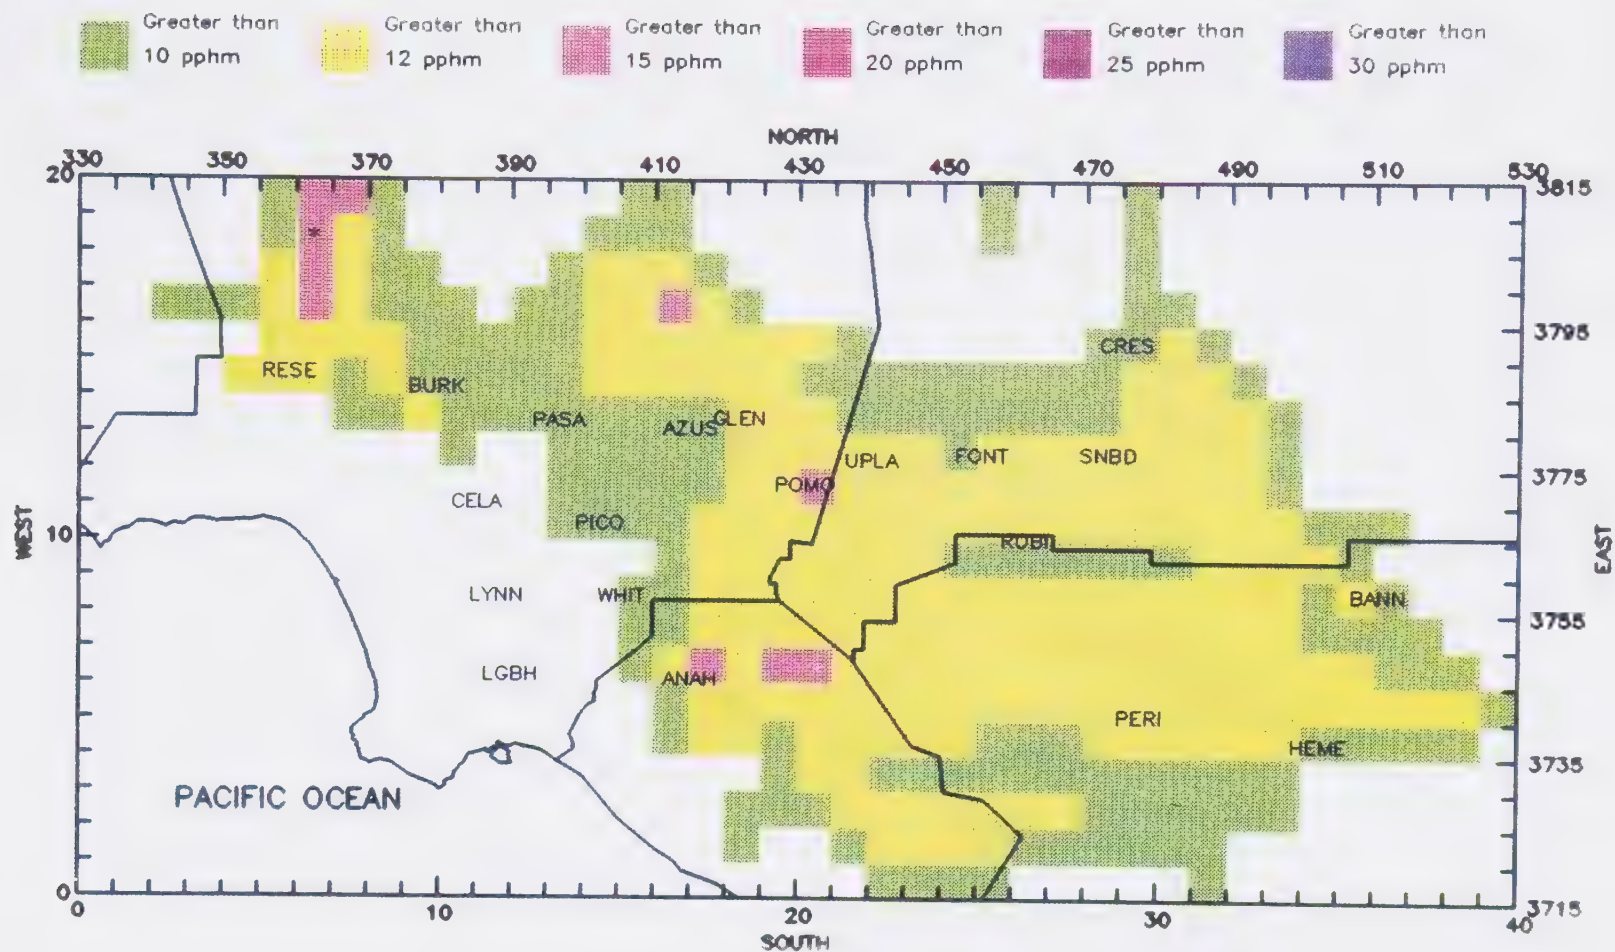 Greater than 10 pphm
Greater than 12 pphm
Greater than 15 pphm
Greater than 20 pphm
Greater than 25 pphm
Greater than 30 pphm
NORTH
330 350 370 390 410 430 450 470 490 510 530
20 3815
*
3795
CRES
RESE
BURK
PASA AZUS GLEN
UPLA FONT SNBD
3775
POMO
CELA
PICO
10
WEST
EAST
RUBI
LYNN WHIT BANN
3755
LGBH ANAH
PERI
HEME
3735
PACIFIC OCEAN
0 3715
0 10 20 30 40
SOUTH